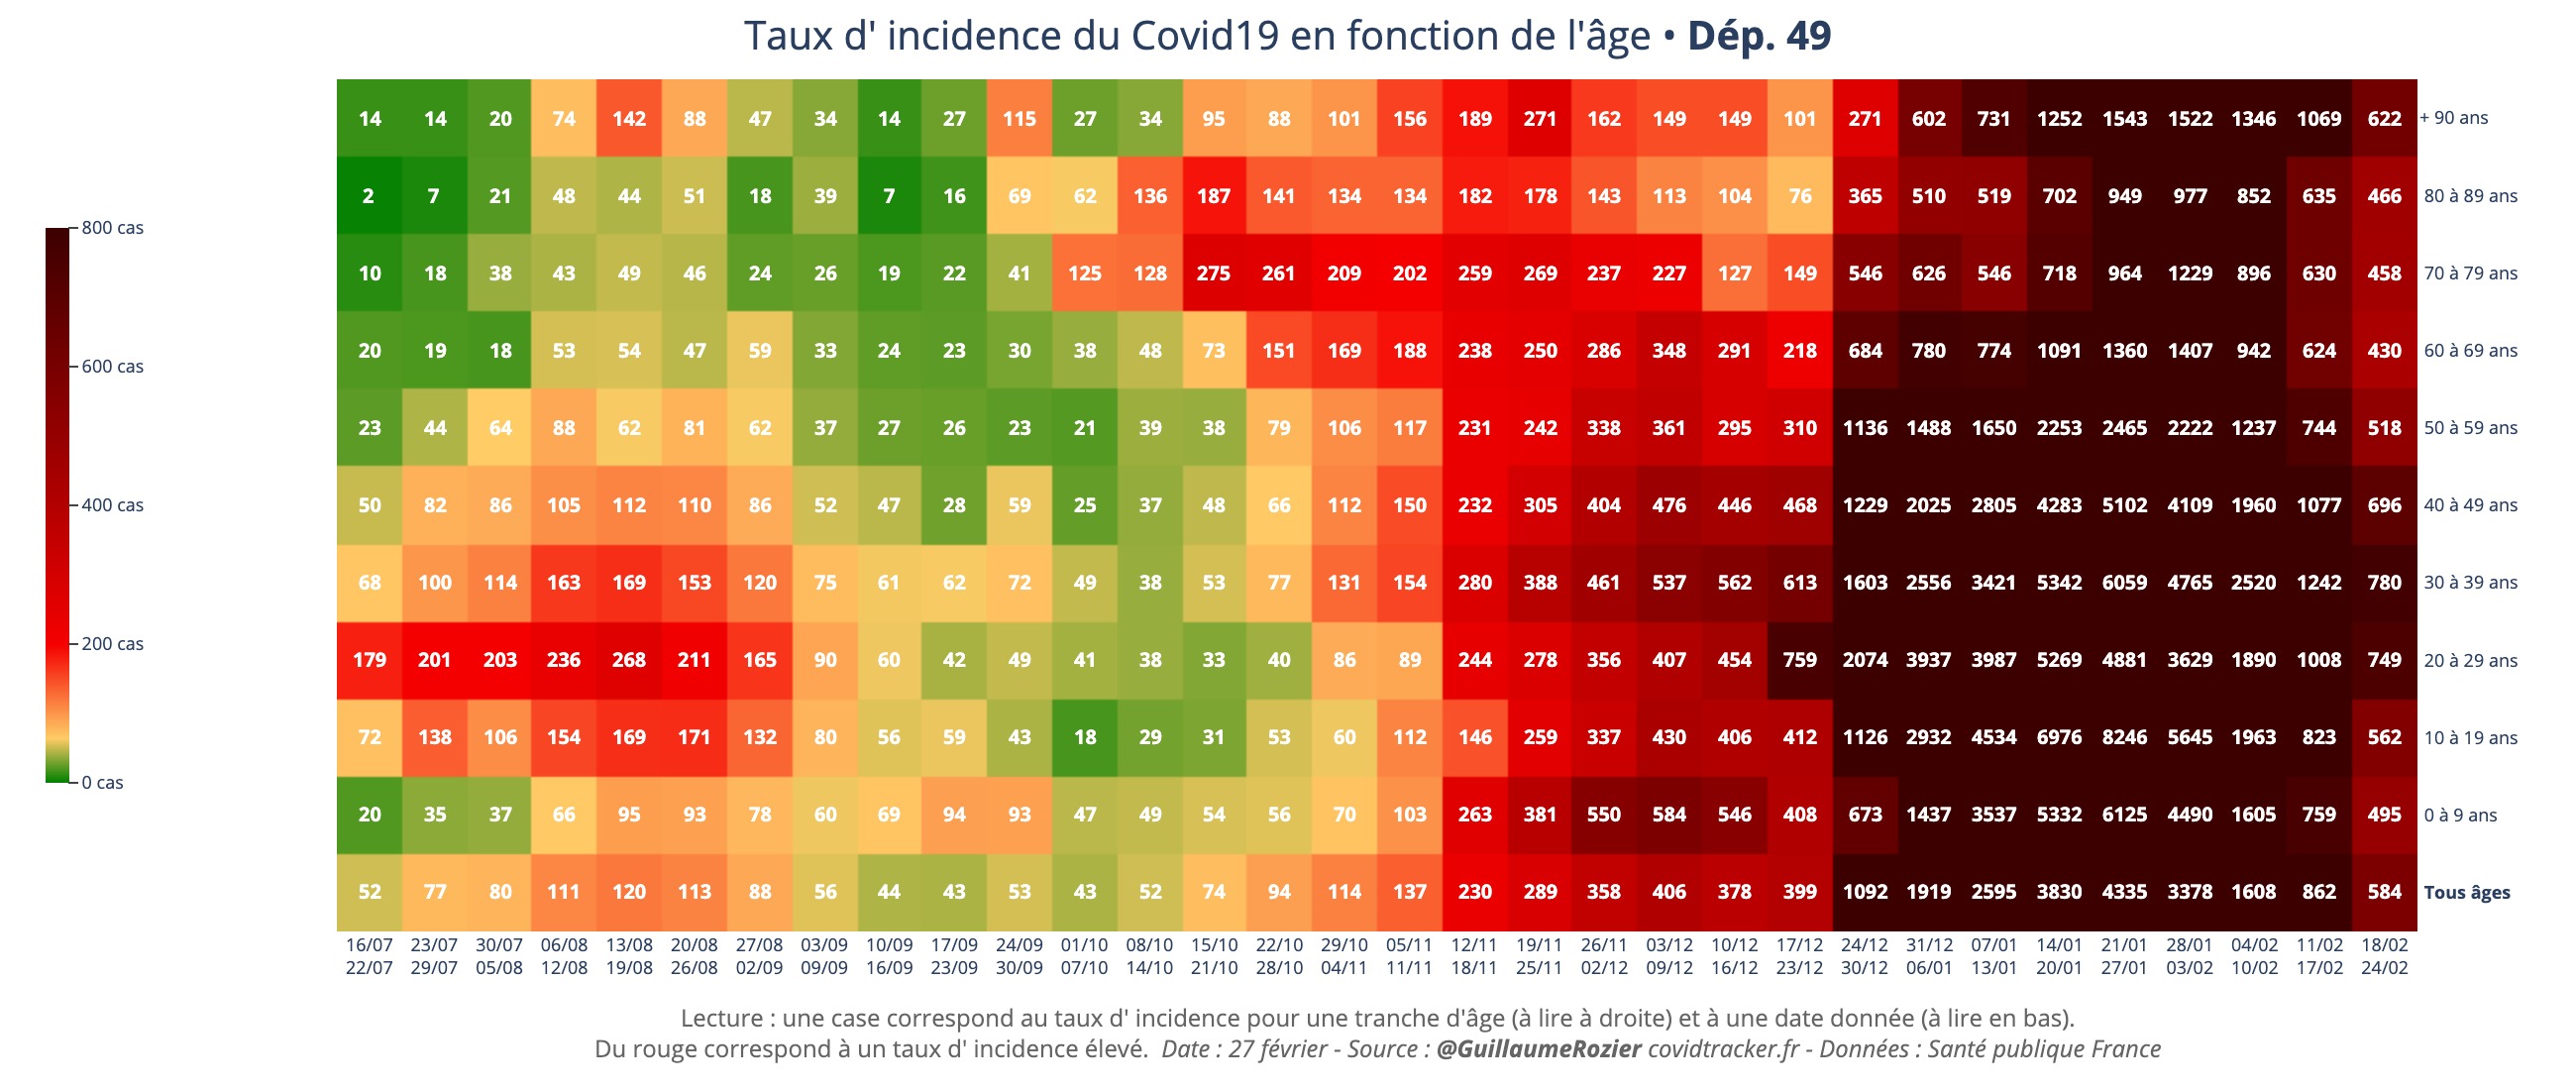 Taux d' incidence du Covid19 en fonction de l'âge • Dép. 49
800 cas
600 cas
400 cas
200 cas
0 cas
14 14 20 74 142 88 47 34 14 27 115 27 34 95 88 101 156 189 271 162 149 149 101 271 602 731 1252 1543 1522 1346 1069 622 + 90 ans
2 7 21 48 44 51 18 39 7 16 69 62 136 187 141 134 134 182 178 143 113 104 76 365 510 519 702 949 977 852 635 466 80 à 89 ans
10 18 38 43 49 46 24 26 19 22 41 125 128 275 261 209 202 259 269 237 227 127 149 546 626 546 718 964 1229 896 630 458 70 à 79 ans
20 19 18 53 54 47 59 33 24 23 30 38 48 73 151 169 188 238 250 286 348 291 218 684 780 774 1091 1360 1407 942 624 430 60 à 69 ans
23 44 64 88 62 81 62 37 27 26 23 21 39 38 79 106 117 231 242 338 361 295 310 1136 1488 1650 2253 2465 2222 1237 744 518 50 à 59 ans
50 82 86 105 112 110 86 52 47 28 59 25 37 48 66 112 150 232 305 404 476 446 468 1229 2025 2805 4283 5102 4109 1960 1077 696 40 à 49 ans
68 100 114 163 169 153 120 75 61 62 72 49 38 53 77 131 154 280 388 461 537 562 613 1603 2556 3421 5342 6059 4765 2520 1242 780 30 à 39 ans
179 201 203 236 268 211 165 90 60 42 49 41 38 33 40 86 89 244 278 356 407 454 759 2074 3937 3987 5269 4881 3629 1890 1008 749 20 à 29 ans
72 138 106 154 169 171 132 80 56 59 43 18 29 31 53 60 112 146 259 337 430 406 412 1126 2932 4534 6976 8246 5645 1963 823 562 10 à 19 ans
20 35 37 66 95 93 78 60 69 94 93 47 49 54 56 70 103 263 381 550 584 546 408 673 1437 3537 5332 6125 4490 1605 759 495 0 à 9 ans
52 77 80 111 120 113 88 56 44 43 53 43 52 74 94 114 137 230 289 358 406 378 399 1092 1919 2595 3830 4335 3378 1608 862 584 Tous âges
16/07 23/07 30/07 06/08 13/08 20/08 27/08 03/09 10/09 17/09 24/09 01/10 08/10 15/10 22/10 29/10 05/11 12/11 19/11 26/11 03/12 10/12 17/12 24/12 31/12 07/01 14/01 21/01 28/01 04/02 11/02 18/02
22/07 29/07 05/08 12/08 19/08 26/08 02/09 09/09 16/09 23/09 30/09 07/10 14/10 21/10 28/10 04/11 11/11 18/11 25/11 02/12 09/12 16/12 23/12 30/12 06/01 13/01 20/01 27/01 03/02 10/02 17/02 24/02
Lecture : une case correspond au taux d' incidence pour une tranche d'âge (à lire à droite) et à une date donnée (à lire en bas).
Du rouge correspond à un taux d' incidence élevé. Date : 27 février - Source : @GuillaumeRozier covidtracker.fr - Données : Santé publique France